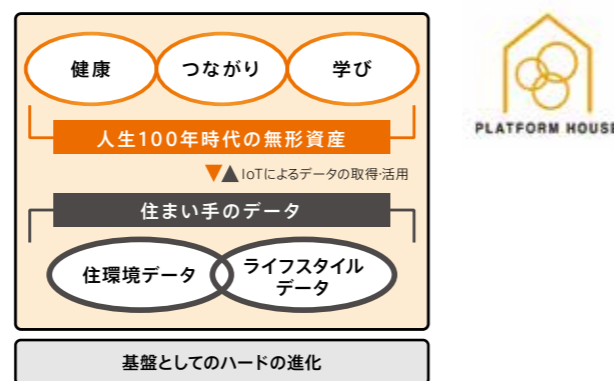 健康
つながり
学び
人生100年時代の無形資産
▼▲IoTによるデータの取得・活用
住まい手のデータ
住環境データ
ライフスタイル
データ
基盤としてのハードの進化
PLATFORM HOUSE